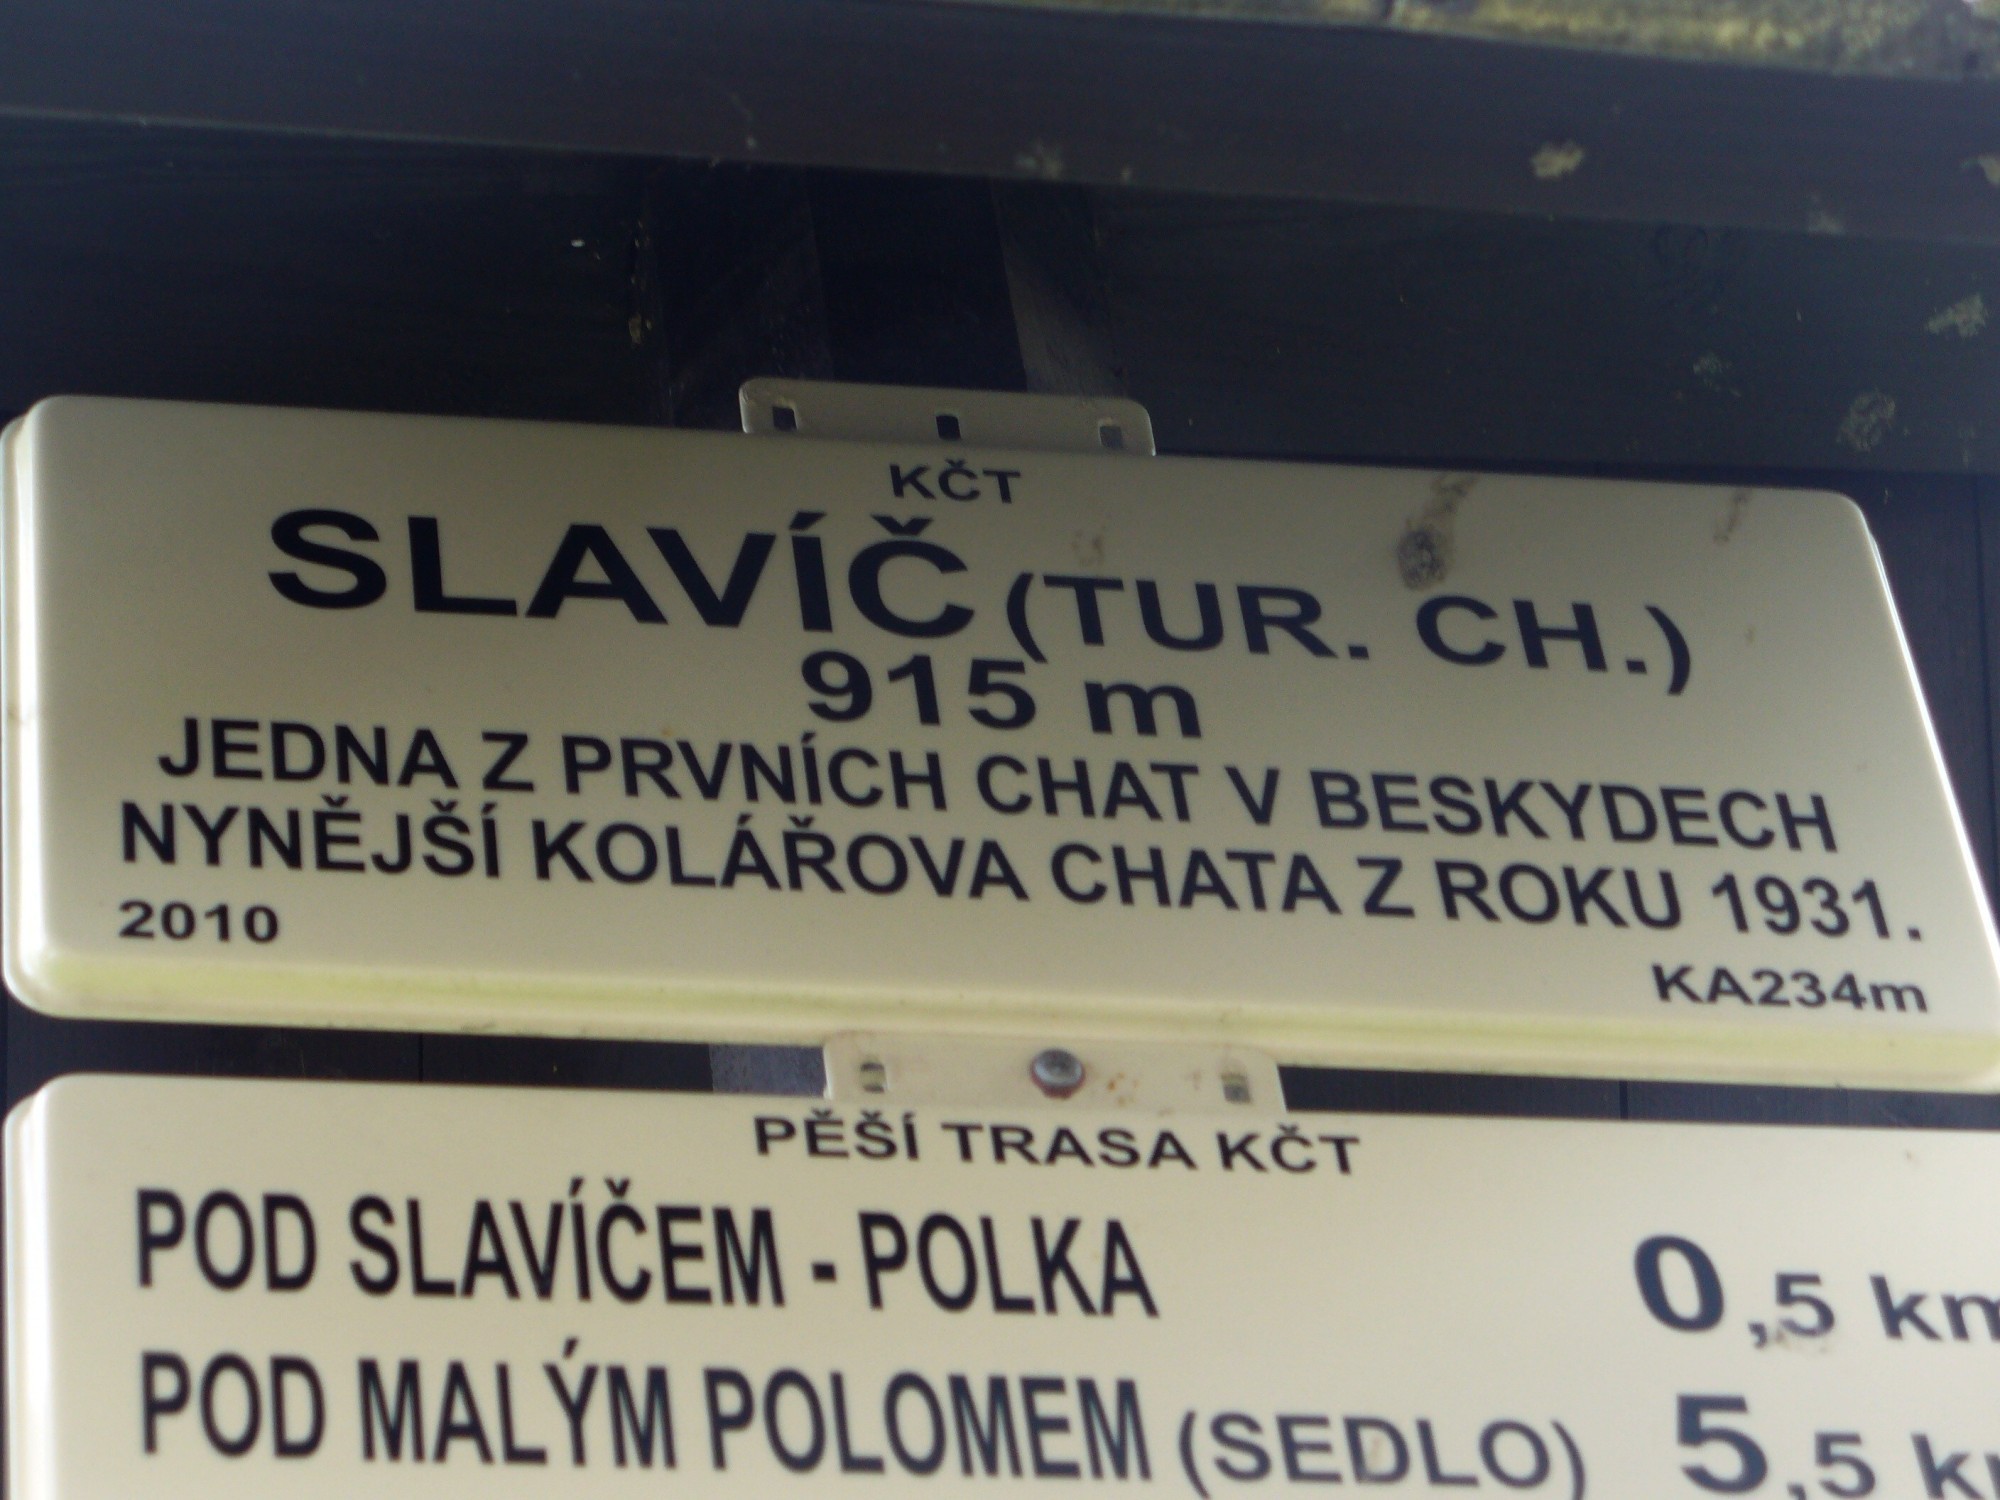 KČT
SLAVÍČ (TUR. CH.)
915 m
JEDNA Z PRVNÍCH CHAT V BESKYDECH
NYNĚJŠÍ KOLÁŘOVA CHATA Z ROKU 1931.
2010
KA234m
PĚŠÍ TRASA KČT
POD SLAVÍČEM - POLKA 0,5 km
POD MALÝM POLOMEM (SEDLO) 5,5 km